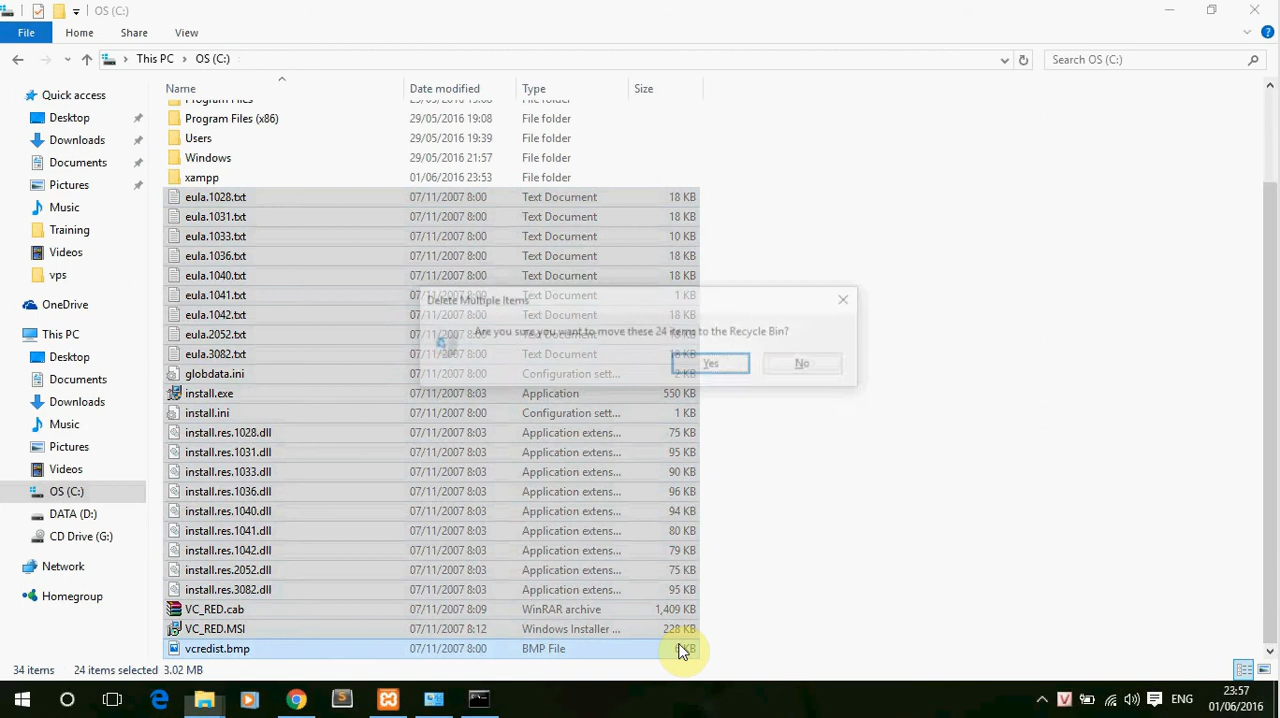 OS (C:)
File Home Share View
This PC OS (C:) Search OS (C:)
Name Date modified Type Size
Quick access
Desktop
Downloads
Documents
Pictures
Music
Training
Videos
vps
OneDrive
This PC
Desktop
Documents
Downloads
Music
Pictures
Videos
OS (C:)
DATA (D:)
CD Drive (G:)
Network
Homegroup
Program Files 29/05/2016 File folder
Program Files (x86) 29/05/2016 19:08 File folder
Users 29/05/2016 19:39 File folder
Windows 29/05/2016 21:57 File folder
xampp 01/06/2016 23:53 File folder
eula.1028.txt 07/11/2007 8:00 Text Document 18 KB
eula.1031.txt 07/11/2007 8:00 Text Document 18 KB
eula.1033.txt 07/11/2007 8:00 Text Document 10 KB
eula.1036.txt 07/11/2007 8:00 Text Document 18 KB
eula.1040.txt 07/11/2007 8:00 Text Document 18 KB
eula.1041.txt 07/11/2007 8:00 Text Document 1 KB
eula.1042.txt 07/11/2007 8:00 Text Document 18 KB
eula.2052.txt 07/11/2007 8:00 Text Document 18 KB
eula.3082.txt 07/11/2007 8:00 Text Document 18 KB
globdata.ini 07/11/2007 8:00 Configuration sett... 2 KB
install.exe 07/11/2007 8:03 Application 550 KB
install.ini 07/11/2007 8:00 Configuration sett... 1 KB
install.res.1028.dll 07/11/2007 8:03 Application extens... 75 KB
install.res.1031.dll 07/11/2007 8:03 Application extens... 95 KB
install.res.1033.dll 07/11/2007 8:03 Application extens... 90 KB
install.res.1036.dll 07/11/2007 8:03 Application extens... 96 KB
install.res.1040.dll 07/11/2007 8:03 Application extens... 94 KB
install.res.1041.dll 07/11/2007 8:03 Application extens... 80 KB
install.res.1042.dll 07/11/2007 8:03 Application extens... 79 KB
install.res.2052.dll 07/11/2007 8:03 Application extens... 75 KB
install.res.3082.dll 07/11/2007 8:03 Application extens... 95 KB
VC_RED.cab 07/11/2007 8:09 WinRAR archive 1,409 KB
VC_RED.MSI 07/11/2007 8:12 Windows Installer ... 228 KB
vcredist.bmp 07/11/2007 8:00 BMP File KB
Delete Multiple Items
Are you sure you want to move these 24 items to the Recycle Bin?
Yes No
34 items 24 items selected 3.02 MB
ENG 23:57
01/06/2016